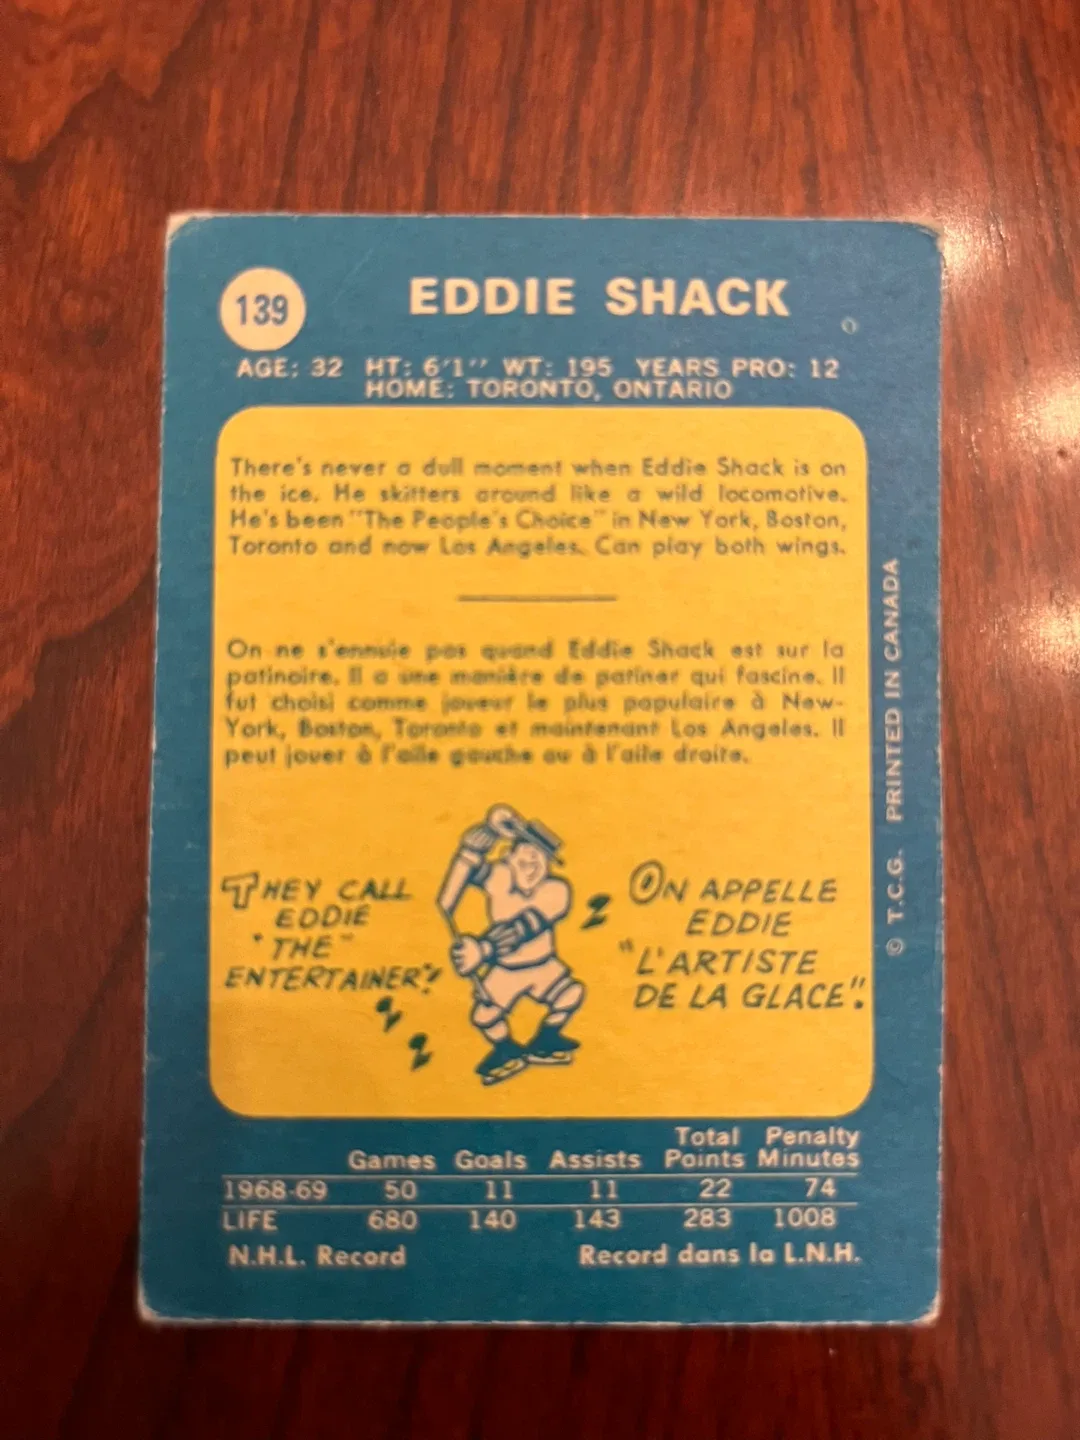 139
EDDIE SHACK
AGE: 32 HT: 6'1" WT: 195 YEARS PRO: 12
HOME: TORONTO, ONTARIO
There's never a dull moment when Eddie Shack is on
the ice. He skitters around like a wild locomotive.
He's been "The People's Choice" in New York, Boston,
Toronto and now Los Angeles. Can play both wings.
On ne s'ennuie pas quand Eddie Shack est sur la
patinoire. Il a une manière de patiner qui fascine. Il
fut choisi comme joueur le plus populaire à New-
York, Boston, Toronto et maintenant Los Angeles. Il
peut jouer à l'aile gauche ou à l'aile droite.
THEY CALL
EDDIE
"THE"
ENTERTAINER"!
ON APPELLE
EDDIE
"L'ARTISTE
DE LA GLACE".
© T.C.G. PRINTED IN CANADA
Games Goals Assists Total Points Penalty Minutes
1968-69 50 11 11 22 74
LIFE 680 140 143 283 1008
N.H.L. Record Record dans la L.N.H.